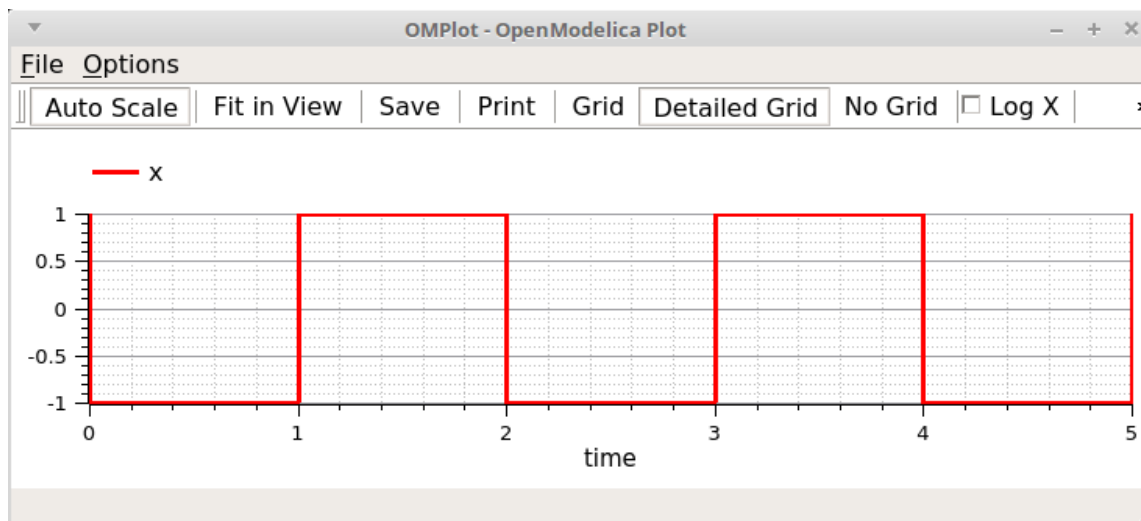 OMPlot - OpenModelica Plot
File Options
Auto Scale Fit in View Save Print Grid Detailed Grid No Grid Log X
x
1
0.5
0
-0.5
-1
0 1 2 3 4 5
time